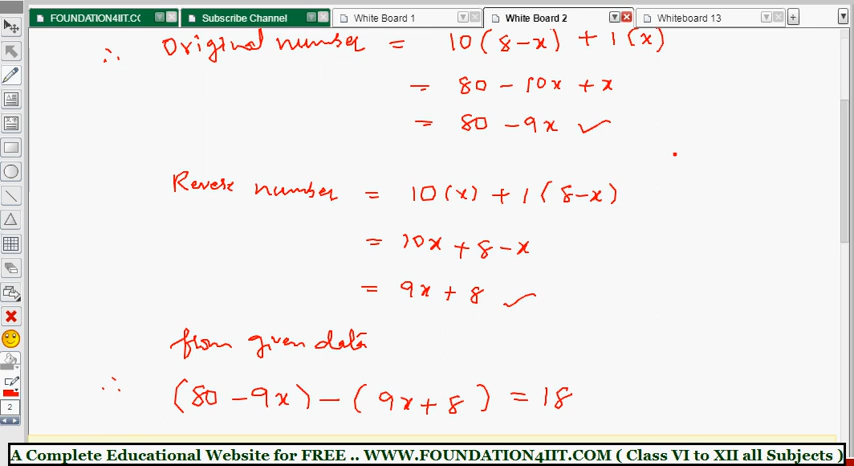 FOUNDATION4IIT.CO Subscribe Channel White Board 1 White Board 2 Whiteboard 13
∴ Original number = 10(8-x) + 1(x)
= 80 - 10x + x
= 80 - 9x ✓
Reverse number = 10(x) + 1(8-x)
= 10x + 8 - x
= 9x + 8 ✓
from given data
∴ (80 - 9x) - (9x + 8) = 18
2
A Complete Educational Website for FREE .. WWW.FOUNDATION4IIT.COM ( Class VI to XII all Subjects )